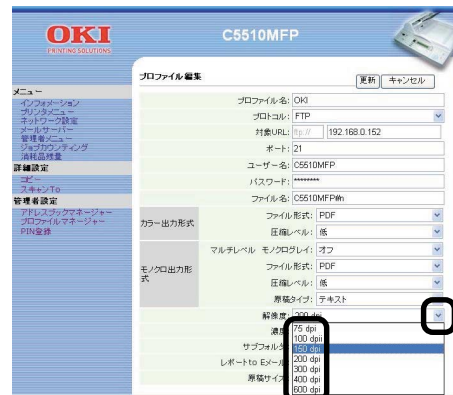 OKI
PRINTING SOLUTIONS
C5510MFP
プロファイル編集
更新
キャンセル
メニュー
インフォメーション
プリンタメニュー
ネットワーク設定
メールサーバー
管理者メニュー
ジョブカウンティング
消耗品残量
詳細設定
コピー
スキャンTo
管理者設定
アドレスブックマネージャー
プロファイルマネージャー
PIN登録
プロファイル名: OKI
プロトコル: FTP
対象URL: ftp:// 192.168.0.152
ポート: 21
ユーザー名: C5510MFP
パスワード: ********
ファイル名: C5510MFP#n
カラー出力形式
ファイル形式: PDF
圧縮レベル: 低
モノクロ出力形式
マルチレベル モノクログレイ: オフ
ファイル形式: PDF
圧縮レベル: 低
原稿タイプ: テキスト
解像度: 200 dpi
濃度
サブフォルダ
レポートto Eメール
原稿サイズ
75 dpi
100 dpii
150 dpi
200 dpi
300 dpi
400 dpi
600 dpi